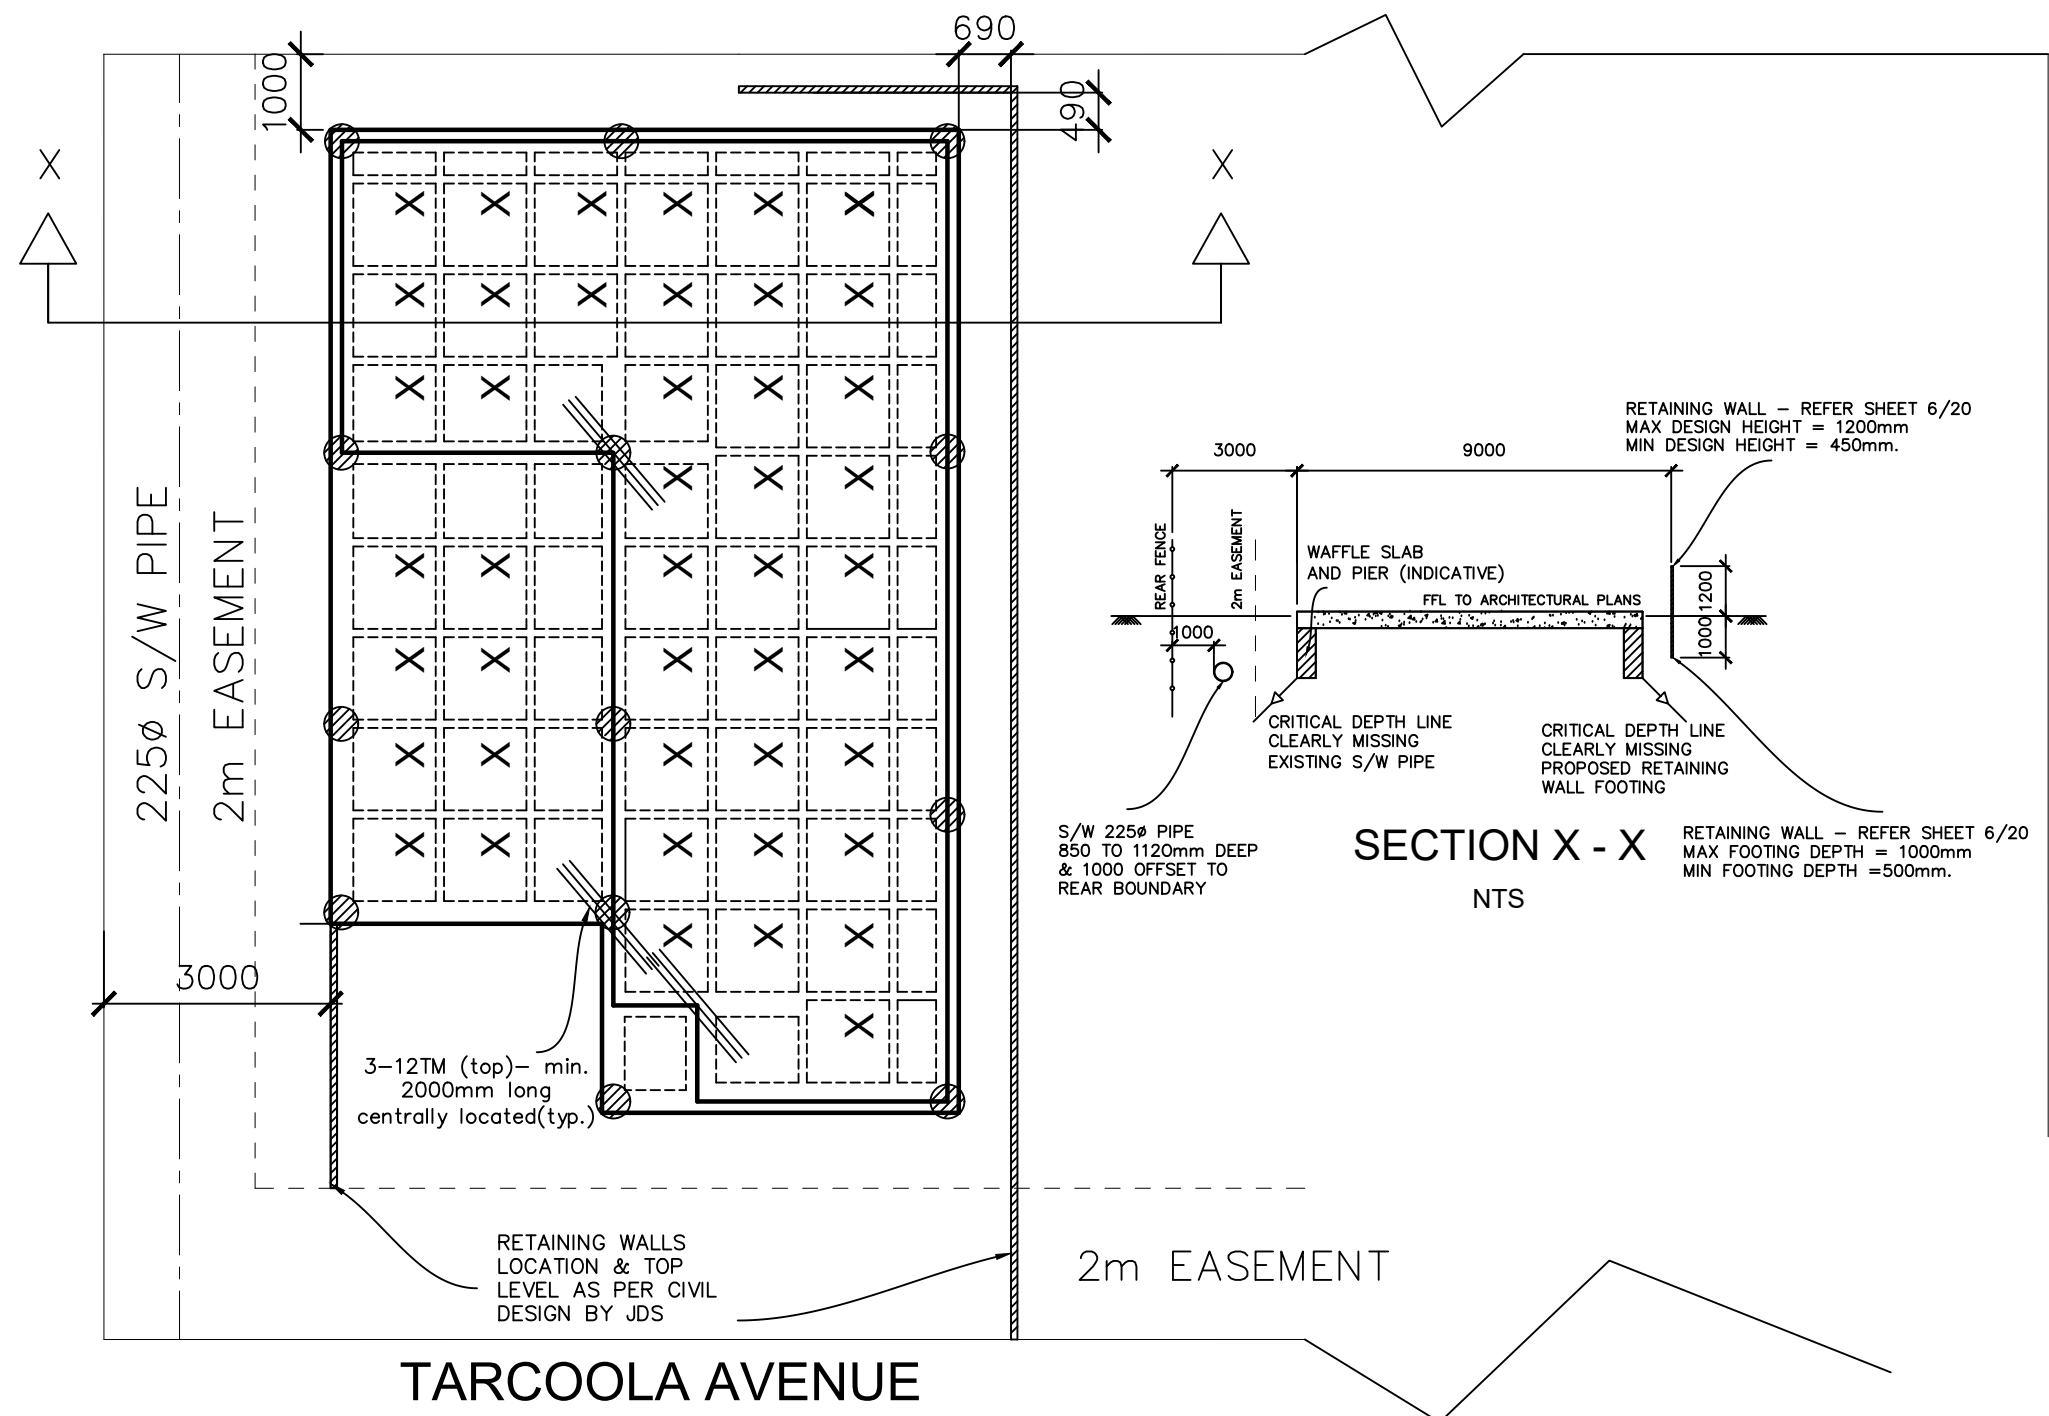 690
1000
490
X
X
X X X X X X
X X X X X X
X X X X X
X X X
X X X X X
X X X X X
X X X X X
X X X X X
X X X
X
225ø S/W PIPE
2m EASEMENT
3000
3-12TM (top)- min.
2000mm long
centrally located(typ.)
RETAINING WALLS
LOCATION & TOP
LEVEL AS PER CIVIL
DESIGN BY JDS
2m EASEMENT
TARCOOLA AVENUE
RETAINING WALL - REFER SHEET 6/20
MAX DESIGN HEIGHT = 1200mm
MIN DESIGN HEIGHT = 450mm.
3000
9000
REAR FENCE
2m EASEMENT
WAFFLE SLAB
AND PIER (INDICATIVE)
FFL TO ARCHITECTURAL PLANS
1200
1000
1000
CRITICAL DEPTH LINE
CLEARLY MISSING
EXISTING S/W PIPE
CRITICAL DEPTH LINE
CLEARLY MISSING
PROPOSED RETAINING
WALL FOOTING
S/W 225ø PIPE
850 TO 1120mm DEEP
& 1000 OFFSET TO
REAR BOUNDARY
SECTION X - X
NTS
RETAINING WALL - REFER SHEET 6/20
MAX FOOTING DEPTH = 1000mm
MIN FOOTING DEPTH =500mm.